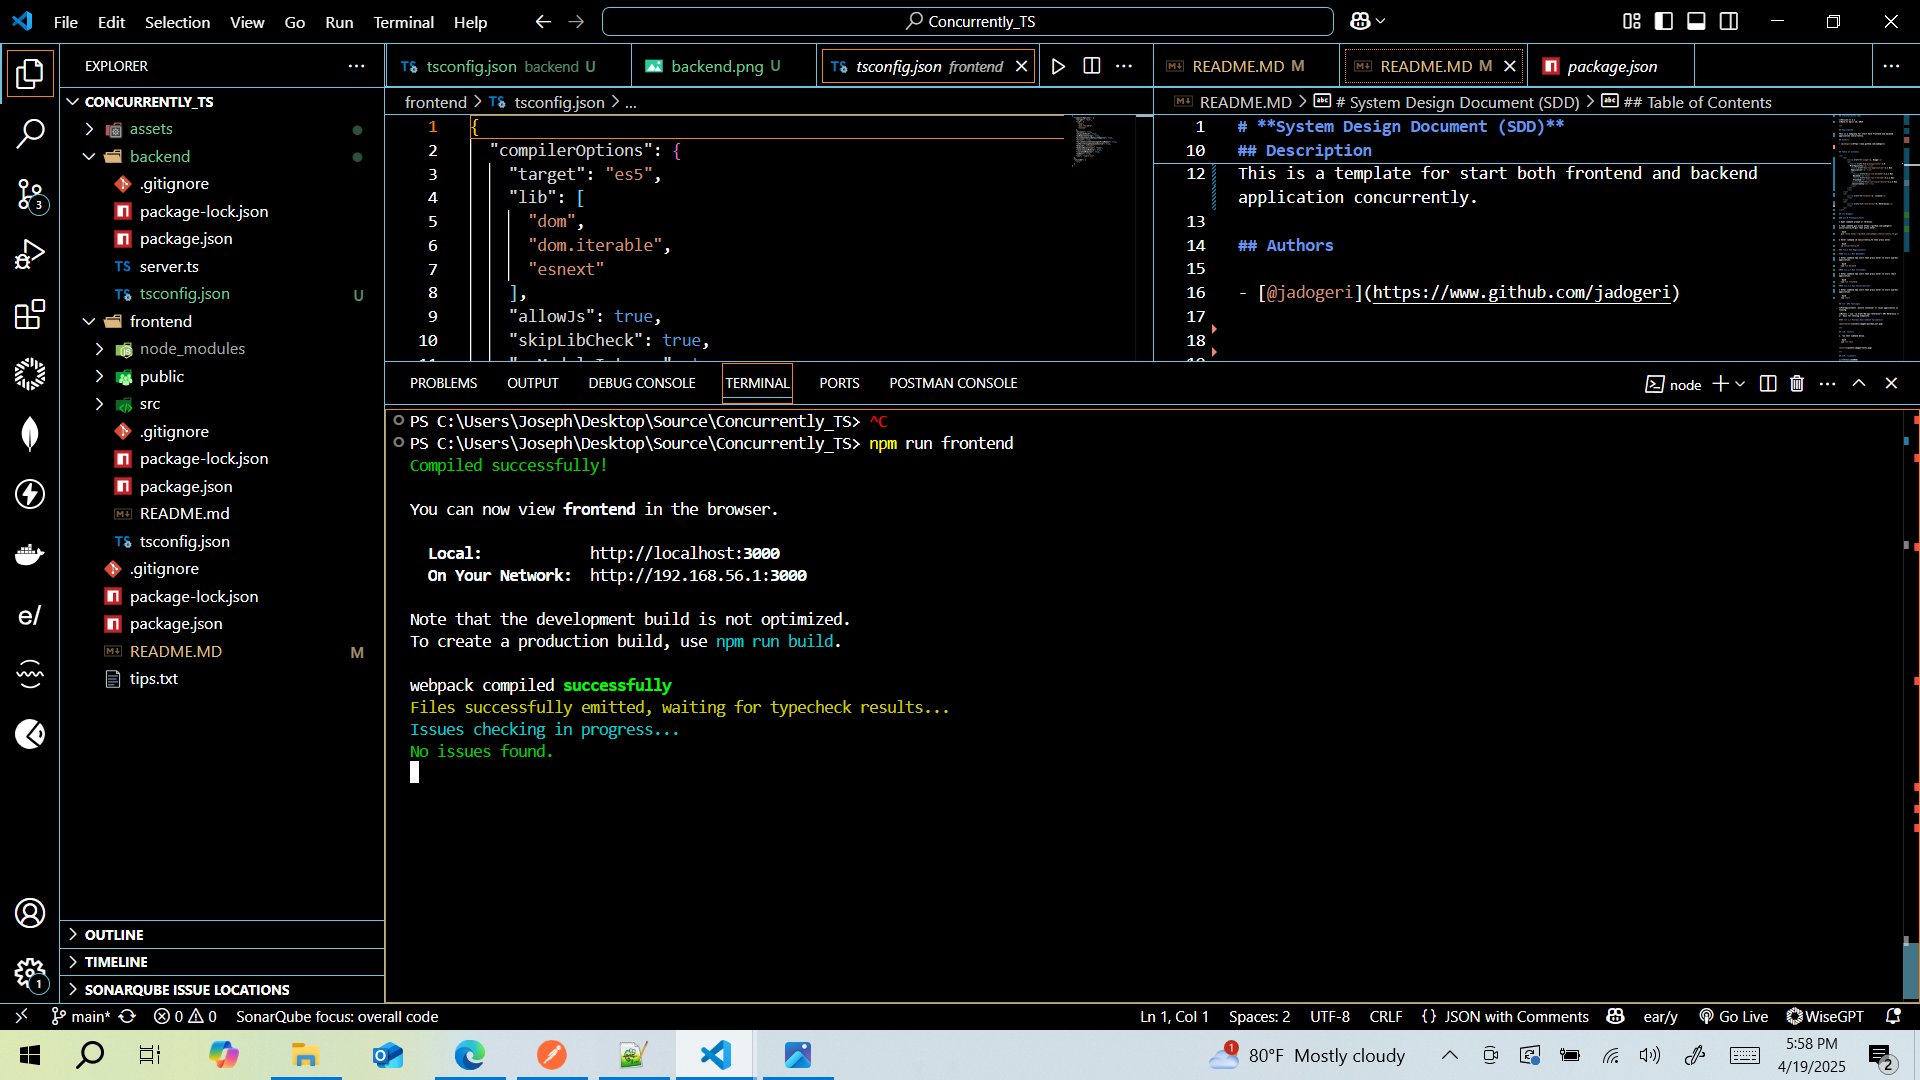 File Edit Selection View Go Run Terminal Help
Concurrently_TS
EXPLORER
CONCURRENTLY_TS
assets
backend
.gitignore
package-lock.json
package.json
TS server.ts
TS tsconfig.json U
frontend
node_modules
public
src
.gitignore
package-lock.json
package.json
README.md
TS tsconfig.json
.gitignore
package-lock.json
package.json
README.MD M
tips.txt
OUTLINE
TIMELINE
SONARQUBE ISSUE LOCATIONS
3
e/
1
TS tsconfig.json backend U
backend.png U
TS tsconfig.json frontend
README.MD M
README.MD M
package.json
frontend > TS tsconfig.json > ...
1 {
2 "compilerOptions": {
3 "target": "es5",
4 "lib": [
5 "dom",
6 "dom.iterable",
7 "esnext"
8 ],
9 "allowJs": true,
10 "skipLibCheck": true,
README.MD > # System Design Document (SDD) > ## Table of Contents
1 # **System Design Document (SDD)**
10 ## Description
12 This is a template for start both frontend and backend
application concurrently.
13
14 ## Authors
15
16 - [@jadogeri](https://www.github.com/jadogeri)
17
18
PROBLEMS OUTPUT DEBUG CONSOLE TERMINAL PORTS POSTMAN CONSOLE
node
PS C:\Users\Joseph\Desktop\Source\Concurrently_TS> ^C
PS C:\Users\Joseph\Desktop\Source\Concurrently_TS> npm run frontend
Compiled successfully!
You can now view frontend in the browser.
Local: http://localhost:3000
On Your Network: http://192.168.56.1:3000
Note that the development build is not optimized.
To create a production build, use npm run build.
webpack compiled successfully
Files successfully emitted, waiting for typecheck results...
Issues checking in progress...
No issues found.
main* 0 0 SonarQube focus: overall code
Ln 1, Col 1 Spaces: 2 UTF-8 CRLF {} JSON with Comments ear/y Go Live WiseGPT
1 80°F Mostly cloudy
5:58 PM
4/19/2025
2